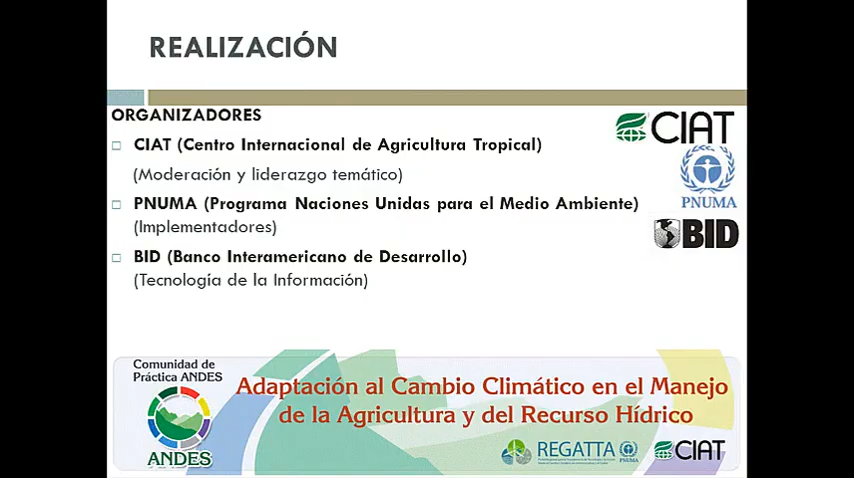 REALIZACIÓN
ORGANIZADORES
CIAT (Centro Internacional de Agricultura Tropical)
(Moderación y liderazgo temático)
PNUMA (Programa Naciones Unidas para el Medio Ambiente)
(Implementadores)
BID (Banco Interamericano de Desarrollo)
(Tecnología de la Información)
CIAT
PNUMA
BID
Comunidad de
Práctica ANDES
ANDES
Adaptación al Cambio Climático en el Manejo
de la Agricultura y del Recurso Hídrico
REGATTA
PNUMA
CIAT